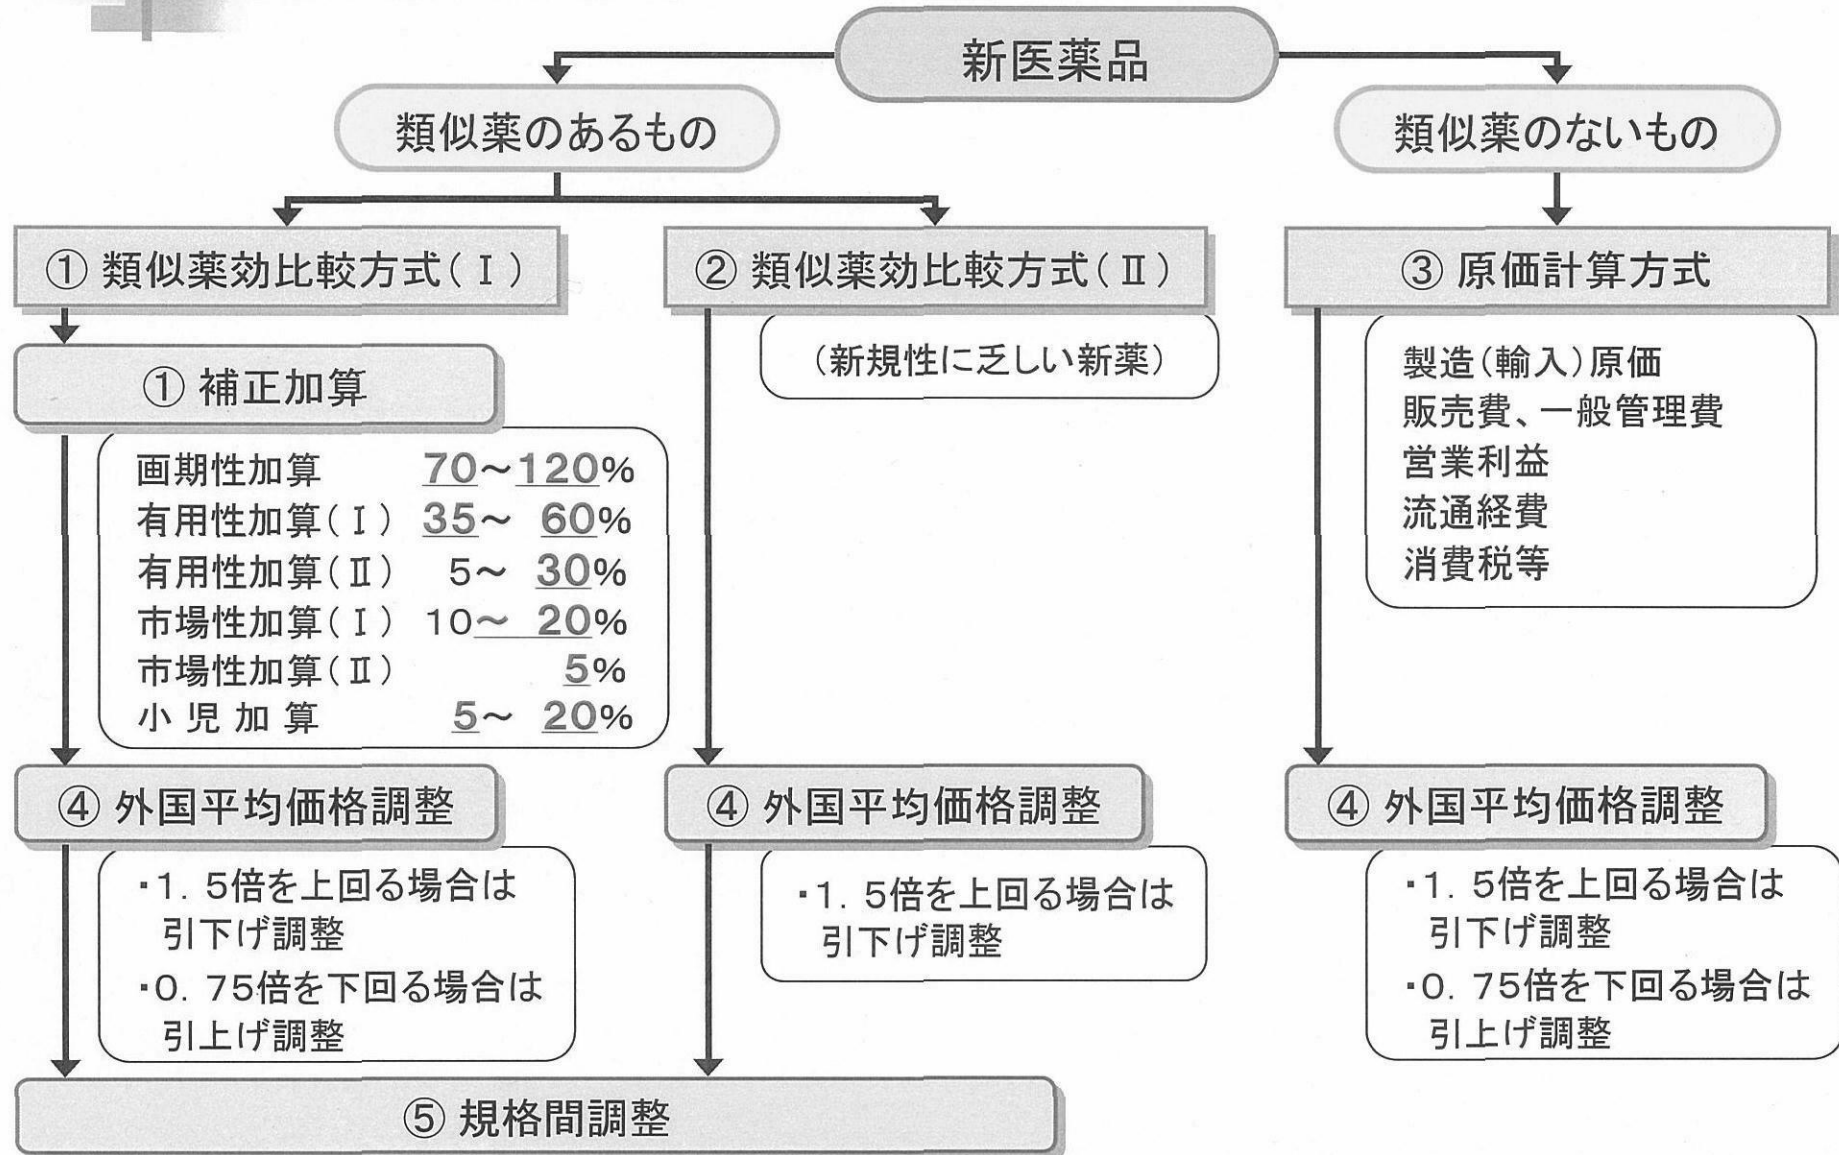 新医薬品
類似薬のあるもの
類似薬のないもの
① 類似薬効比較方式(Ⅰ)
② 類似薬効比較方式(Ⅱ)
③ 原価計算方式
① 補正加算
(新規性に乏しい新薬)
製造(輸入)原価
販売費、一般管理費
営業利益
流通経費
消費税等
画期性加算 70~120%
有用性加算(Ⅰ) 35~ 60%
有用性加算(Ⅱ) 5~ 30%
市場性加算(Ⅰ) 10~ 20%
市場性加算(Ⅱ) 5%
小児加算 5~ 20%
④ 外国平均価格調整
④ 外国平均価格調整
④ 外国平均価格調整
・1.5倍を上回る場合は
引下げ調整
・0.75倍を下回る場合は
引上げ調整
・1.5倍を上回る場合は
引下げ調整
・1.5倍を上回る場合は
引下げ調整
・0.75倍を下回る場合は
引上げ調整
⑤ 規格間調整